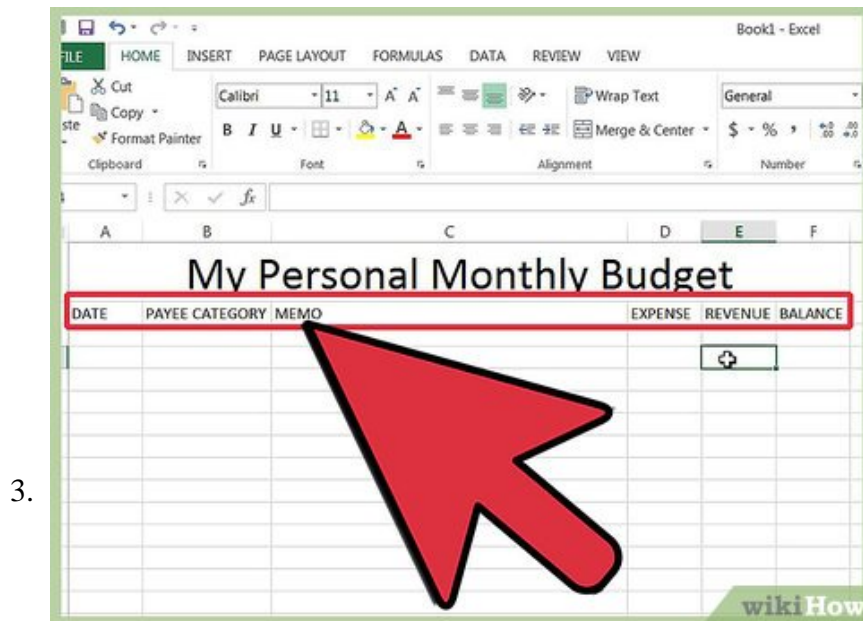 Book1 - Excel
FILE HOME INSERT PAGE LAYOUT FORMULAS DATA REVIEW VIEW
Cut
Copy
Format Painter
Calibri 11 A A
B I U A
Wrap Text
Merge & Center
General
$ % ,
Clipboard Font Alignment Number
fx
A B C D E F
My Personal Monthly Budget
DATE PAYEE CATEGORY MEMO EXPENSE REVENUE BALANCE
3.
wikiHow